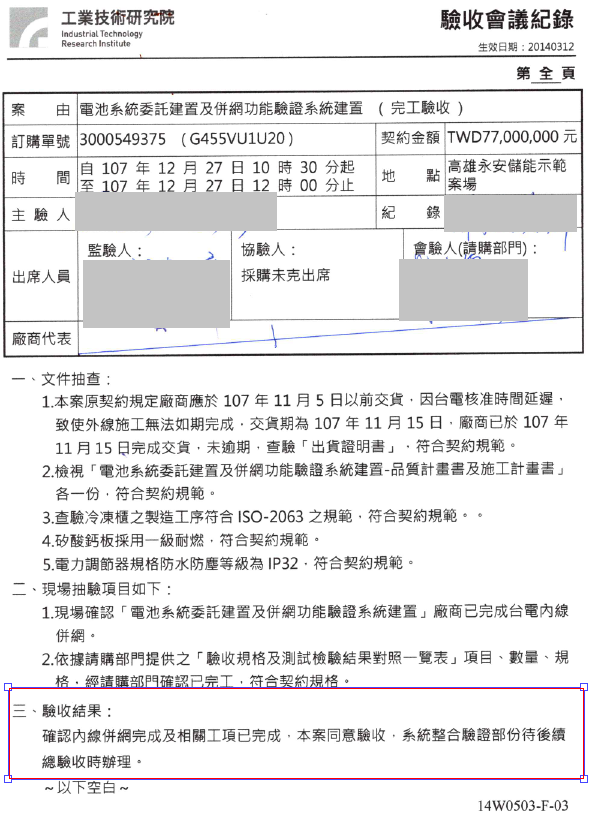 工業技術研究院
Industrial Technology
Research Institute
驗收會議紀錄
生效日期：20140312
第 全 頁
案 由 電池系統委託建置及併網功能驗證系統建置 （ 完工驗收 ）
訂購單號 3000549375 （ G455VU1U20 ） 契約金額 TWD77,000,000 元
時 間 自 107 年 12 月 27 日 10 時 30 分起
至 107 年 12 月 27 日 12 時 00 分止
地 點 高雄永安儲能示範
案場
主 驗 人 紀 錄
出席人員 監驗人： 協驗人： 會驗人(請購部門)：
採購未克出席
廠商代表
一、文件抽查：
1.本案原契約規定廠商應於 107 年 11 月 5 日以前交貨，因台電核准時間延遲，
致使外線施工無法如期完成，交貨期為 107 年 11 月 15 日，廠商已於 107 年
11 月 15 日完成交貨，未逾期，查驗「出貨證明書」，符合契約規範。
2.檢視「電池系統委託建置及併網功能驗證系統建置-品質計畫書及施工計畫書」
各一份，符合契約規範。
3.查驗冷凍櫃之製造工序符合 ISO-2063 之規範，符合契約規範。。
4.矽酸鈣板採用一級耐燃，符合契約規範。
5.電力調節器規格防水防塵等級為 IP32，符合契約規範。
二、現場抽驗項目如下：
1.現場確認「電池系統委託建置及併網功能驗證系統建置」廠商已完成台電內線
併網。
2.依據請購部門提供之「驗收規格及測試檢驗結果對照一覽表」項目、數量、規
格，經請購部門確認已完工，符合契約規格。
三、驗收結果：
確認內線併網完成及相關工項已完成，本案同意驗收，系統整合驗證部份待後續
總驗收時辦理。
～以下空白～
14W0503-F-03